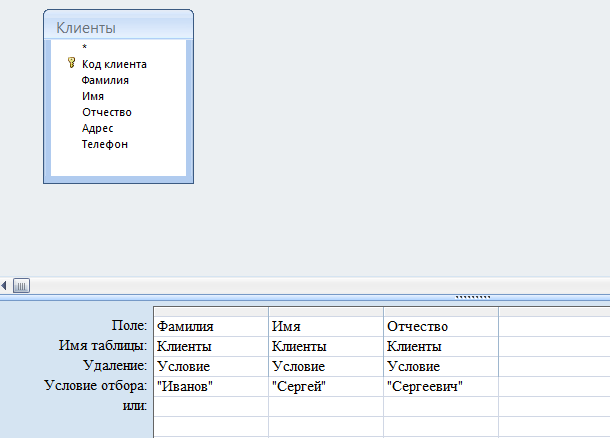 Клиенты
*
Код клиента
Фамилия
Имя
Отчество
Адрес
Телефон
Поле: Фамилия Имя Отчество
Имя таблицы: Клиенты Клиенты Клиенты
Удаление: Условие Условие Условие
Условие отбора: "Иванов" "Сергей" "Сергеевич"
или: